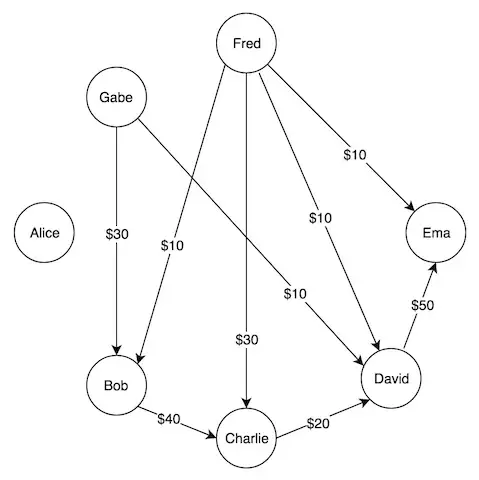 Fred
Gabe
$10
Alice
$30
$10
$10
Ema
$10
$50
$30
Bob
David
$40
Charlie
$20